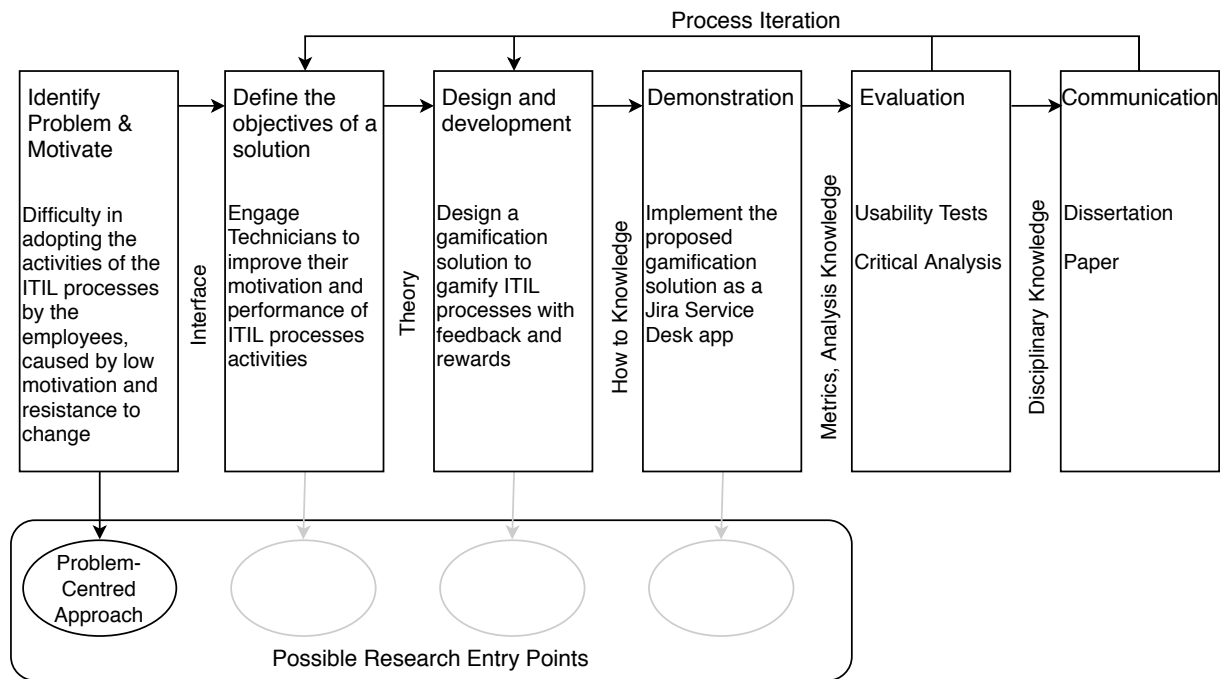 Process Iteration
Identify
Problem &
Motivate
Difficulty in
adopting the
activities of the
ITIL processes
by the
employees,
caused by low
motivation and
resistance to
change
Interface
Define the
objectives of a
solution
Engage
Technicians to
improve their
motivation and
performance of
ITIL processes
activities
Theory
Design and
development
Design a
gamification
solution to
gamify ITIL
processes with
feedback and
rewards
How to Knowledge
Demonstration
Implement the
proposed
gamification
solution as a
Jira Service
Desk app
Metrics, Analysis Knowledge
Evaluation
Usability Tests
Critical Analysis
Disciplinary Knowledge
Communication
Dissertation
Paper
Problem-
Centred
Approach
Possible Research Entry Points